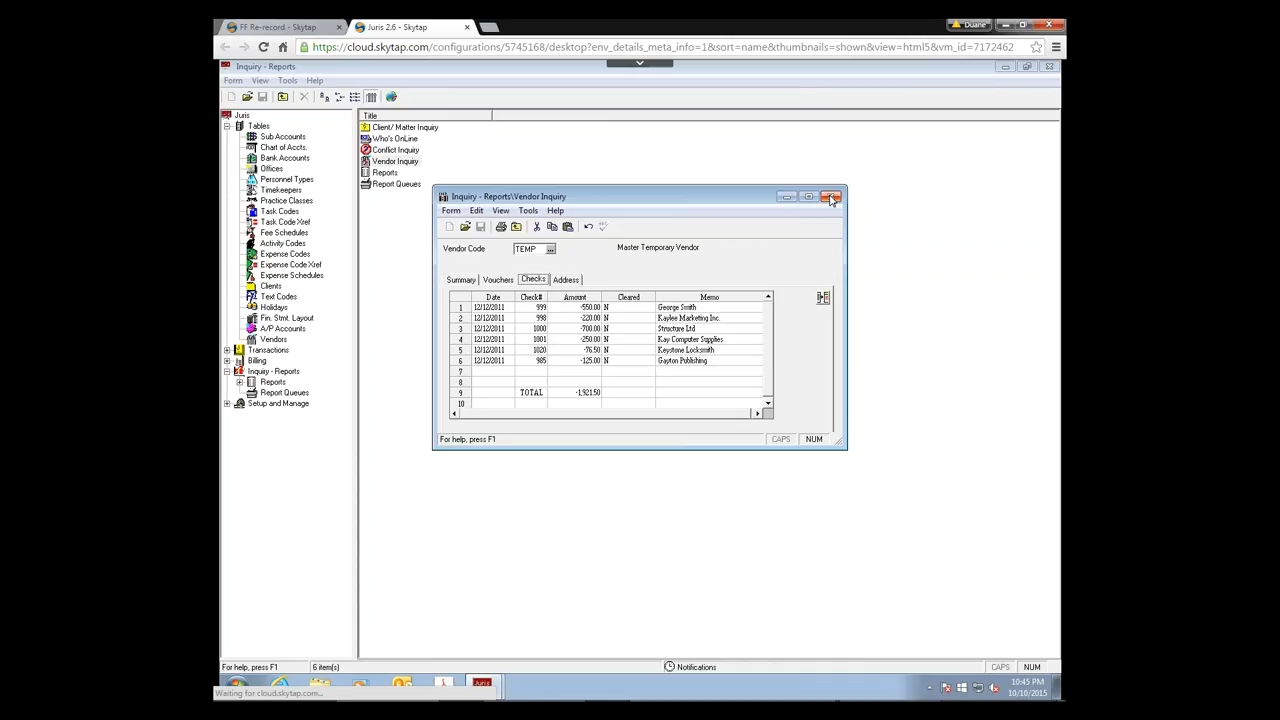 FF Re-record - Skytap
Juris 2.6 - Skytap
Duane
https://cloud.skytap.com/configurations/5745168/desktop?env_details_meta_info=1&sort=name&thumbnails=shown&view=html5&vm_id=7172462
Inquiry - Reports
Form View Tools Help
Juris
Tables
Sub Accounts
Chart of Accts.
Bank Accounts
Offices
Personnel Types
Timekeepers
Practice Classes
Task Codes
Task Code Xref
Fee Schedules
Activity Codes
Expense Codes
Expense Code Xref
Expense Schedules
Clients
Text Codes
Holidays
Fin. Stmt. Layout
A/P Accounts
Vendors
Transactions
Billing
Inquiry - Reports
Reports
Report Queues
Setup and Manage
Title
Client/ Matter Inquiry
Who's OnLine
Conflict Inquiry
Vendor Inquiry
Reports
Report Queues
Inquiry - Reports\Vendor Inquiry
Form Edit View Tools Help
Vendor Code TEMP ... Master Temporary Vendor
Summary Vouchers Checks Address
Date Check# Amount Cleared Memo
1 12/12/2011 999 -550.00 N George Smith
2 12/12/2011 998 -220.00 N Kaylee Marketing Inc.
3 12/12/2011 1000 -700.00 N Structure Ltd
4 12/12/2011 1001 -250.00 N Kay Computer Supplies
5 12/12/2011 1020 -76.50 N Keystone Locksmith
6 12/12/2011 985 -125.00 N Gayton Publishing
7
8
9 TOTAL -1,921.50
10
For help, press F1 CAPS NUM
For help, press F1 6 item(s) Notifications CAPS NUM
Waiting for cloud.skytap.com...
Juris
10:45 PM
10/10/2015